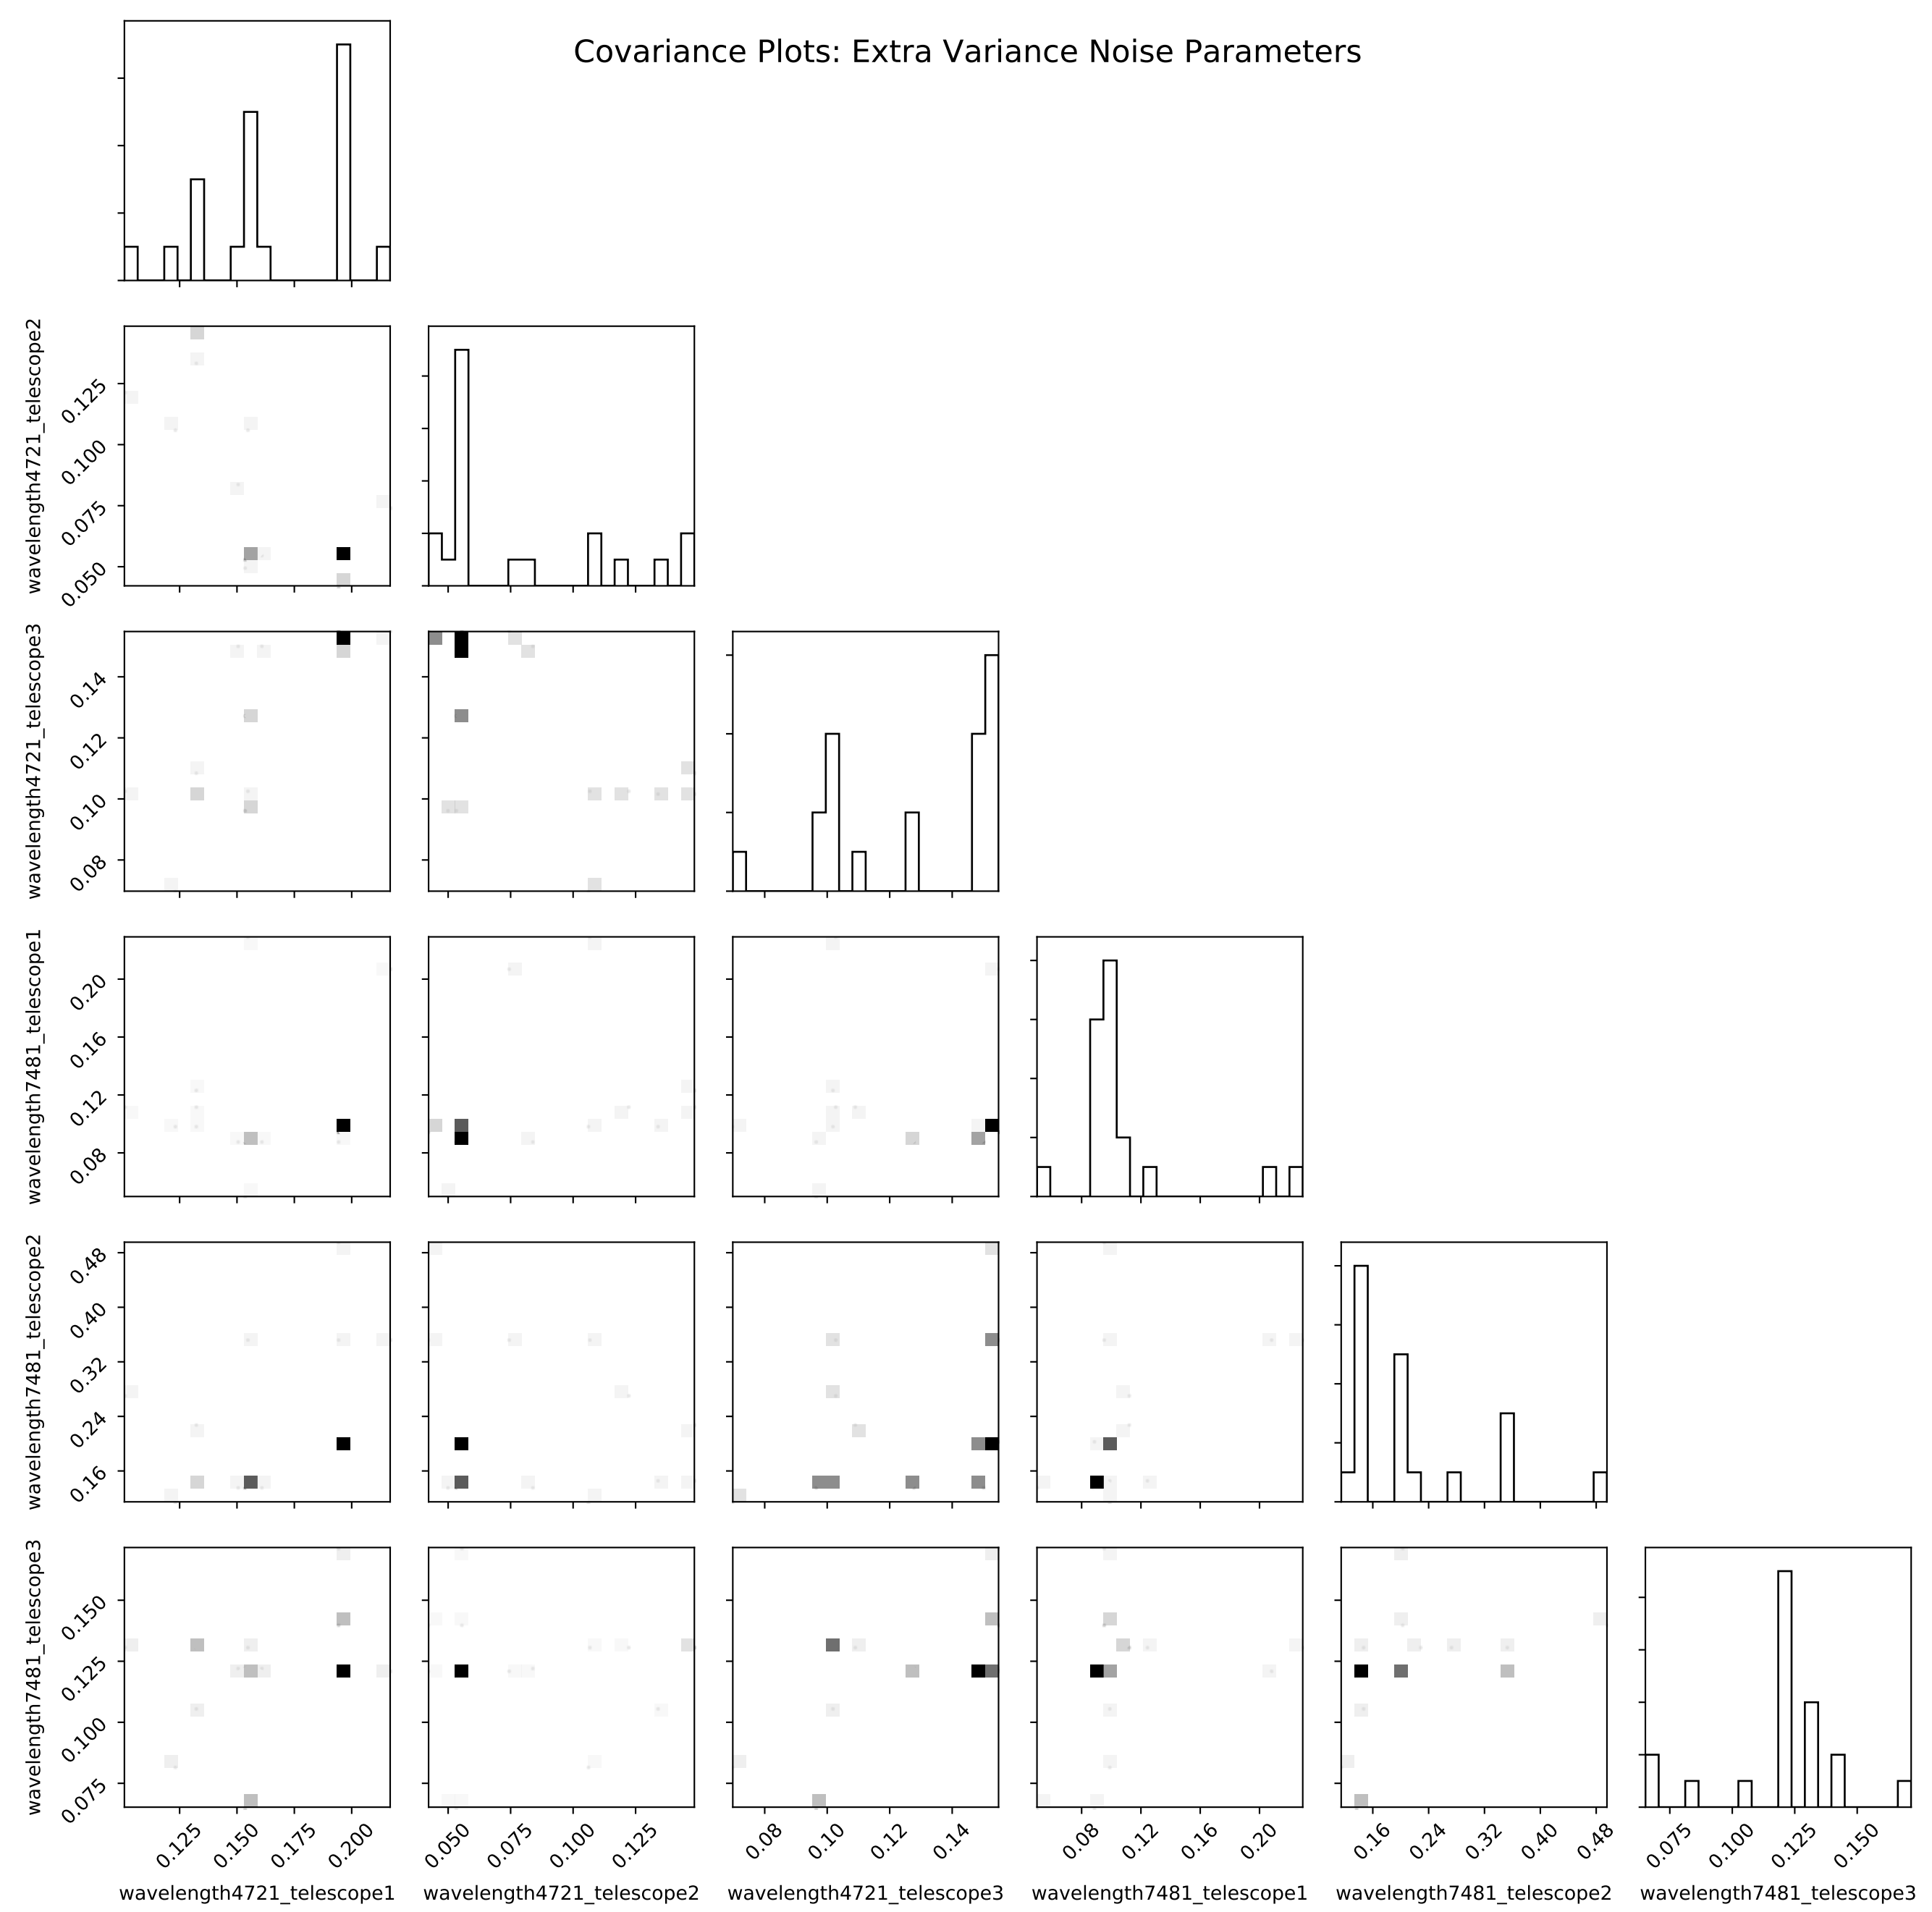 Covariance Plots: Extra Variance Noise Parameters
wavelength4721_telescope2
0.125
0.100
0.075
0.050
wavelength4721_telescope3
0.14
0.12
0.10
0.08
wavelength7481_telescope1
0.20
0.16
0.12
0.08
wavelength7481_telescope2
0.48
0.40
0.32
0.24
0.16
wavelength7481_telescope3
0.150
0.125
0.100
0.075
0.125 0.150 0.175 0.200 0.050 0.075 0.100 0.125 0.08 0.10 0.12 0.14 0.08 0.12 0.16 0.20 0.16 0.24 0.32 0.40 0.48 0.075 0.100 0.125 0.150
wavelength4721_telescope1 wavelength4721_telescope2 wavelength4721_telescope3 wavelength7481_telescope1 wavelength7481_telescope2 wavelength7481_telescope3